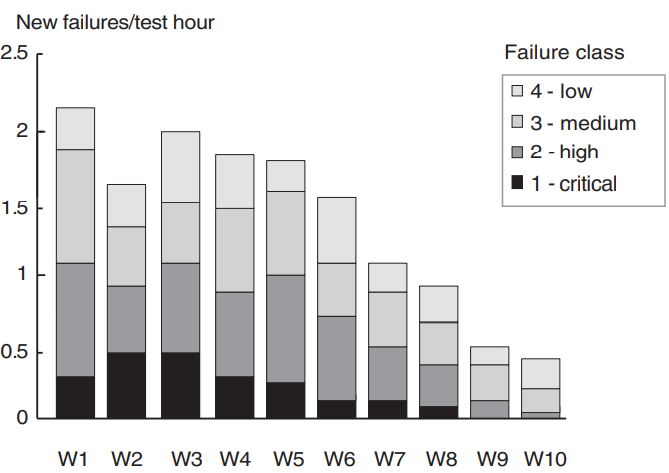 New failures/test hour
2.5
2
1.5
1
0.5
0
W1 W2 W3 W4 W5 W6 W7 W8 W9 W10
Failure class
4 - low
3 - medium
2 - high
1 - critical